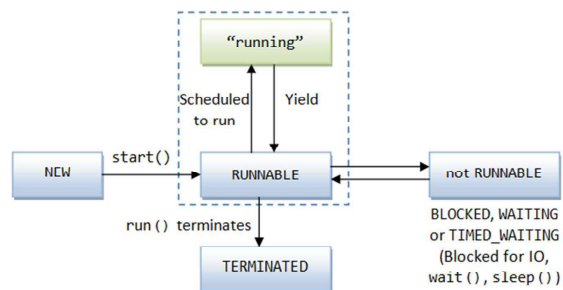 “running”
Scheduled
to run
Yield
start()
NEW
RUNNABLE
not RUNNABLE
run() terminates
BLOCKED, WAITING
or TIMED_WAITING
(Blocked for IO,
wait(), sleep())
TERMINATED